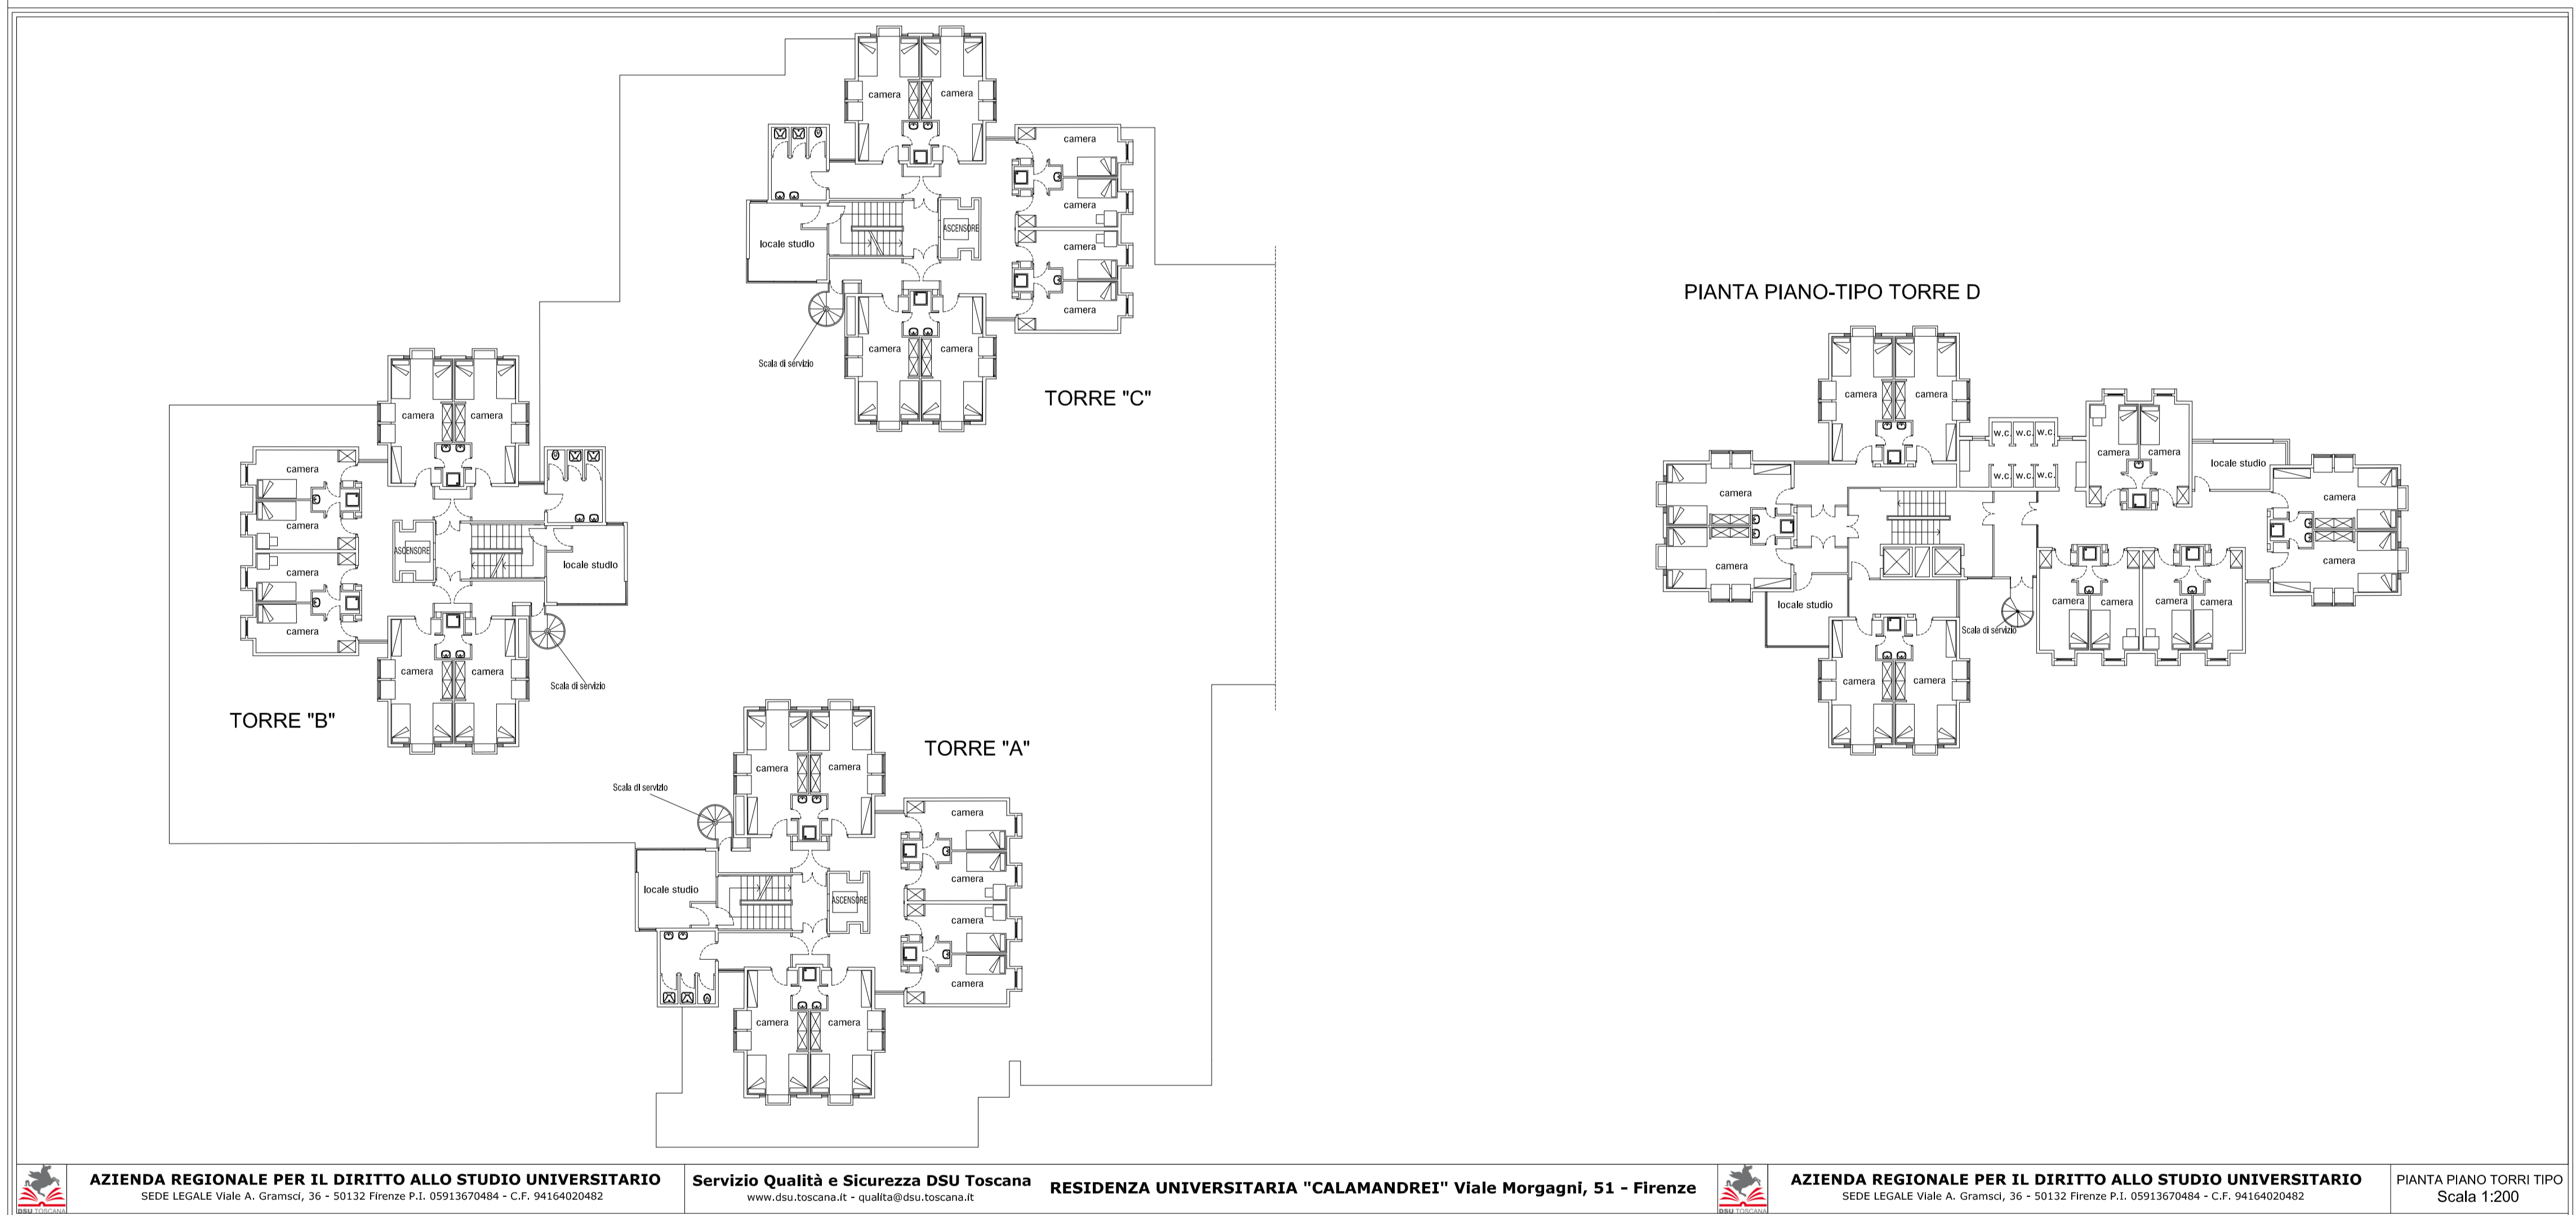 camera camera
camera
camera
locale studio
ASCENSORE
camera
camera
camera camera
Scala di servizio
TORRE "C"
camera camera
camera
camera
ASCENSORE
camera
locale studio
camera
camera camera
Scala di servizio
TORRE "B"
TORRE "A"
camera camera
Scala di servizio
camera
camera
locale studio
ASCENSORE
camera
camera
camera camera
PIANTA PIANO-TIPO TORRE D
camera camera
w.c. w.c. w.c.
camera camera
locale studio
w.c. w.c. w.c.
camera
camera
camera
camera
locale studio
Scala di servizio
camera camera camera camera
camera camera
DSU TOSCANA
AZIENDA REGIONALE PER IL DIRITTO ALLO STUDIO UNIVERSITARIO
SEDE LEGALE Viale A. Gramsci, 36 - 50132 Firenze P.I. 05913670484 - C.F. 94164020482
Servizio Qualità e Sicurezza DSU Toscana
www.dsu.toscana.it - qualita@dsu.toscana.it
RESIDENZA UNIVERSITARIA "CALAMANDREI" Viale Morgagni, 51 - Firenze
DSU TOSCANA
AZIENDA REGIONALE PER IL DIRITTO ALLO STUDIO UNIVERSITARIO
SEDE LEGALE Viale A. Gramsci, 36 - 50132 Firenze P.I. 05913670484 - C.F. 94164020482
PIANTA PIANO TORRI TIPO
Scala 1:200